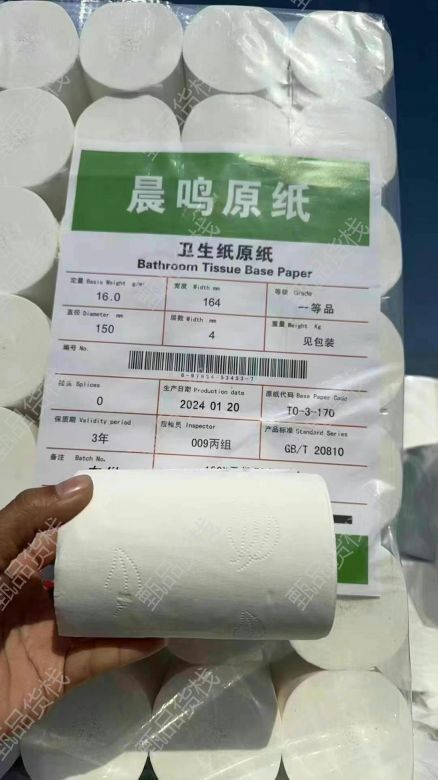 晨鸣原纸
卫生纸原纸
Bathroom Tissue Base Paper
定量 Basis Weight g/m² 宽度 Width mm 等级 Grade
16.0 164 一等品
直径 Diameter mm 层数 Width mm 重量 Weight Kg
150 4 见包装
编号 No.
接头 Splices 生产日期 Production date 原纸代码 Base Paper Code
0 2024 01 20 TO-3-170
保质期 Validity period 检验员 Inspector 产品标准 Standard Series
3年 009丙组 GB/T 20810
备注 Batch No.
甄品货栈